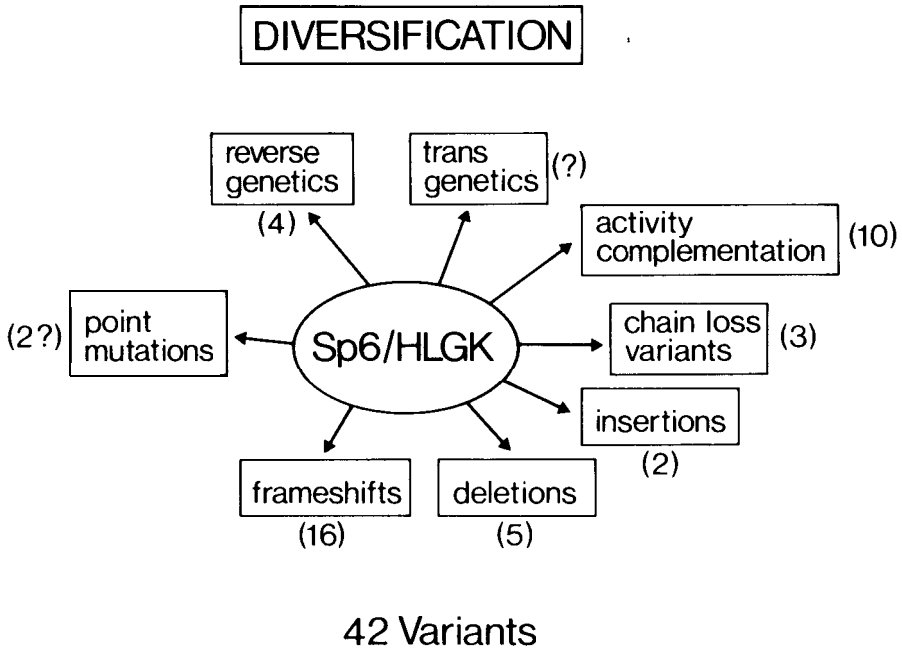 DIVERSIFICATION
reverse
genetics
(4)
trans
genetics
(?)
activity
complementation
(10)
(2?)
point
mutations
Sp6/HLGK
chain loss
variants
(3)
insertions
(2)
frameshifts
(16)
deletions
(5)
42 Variants